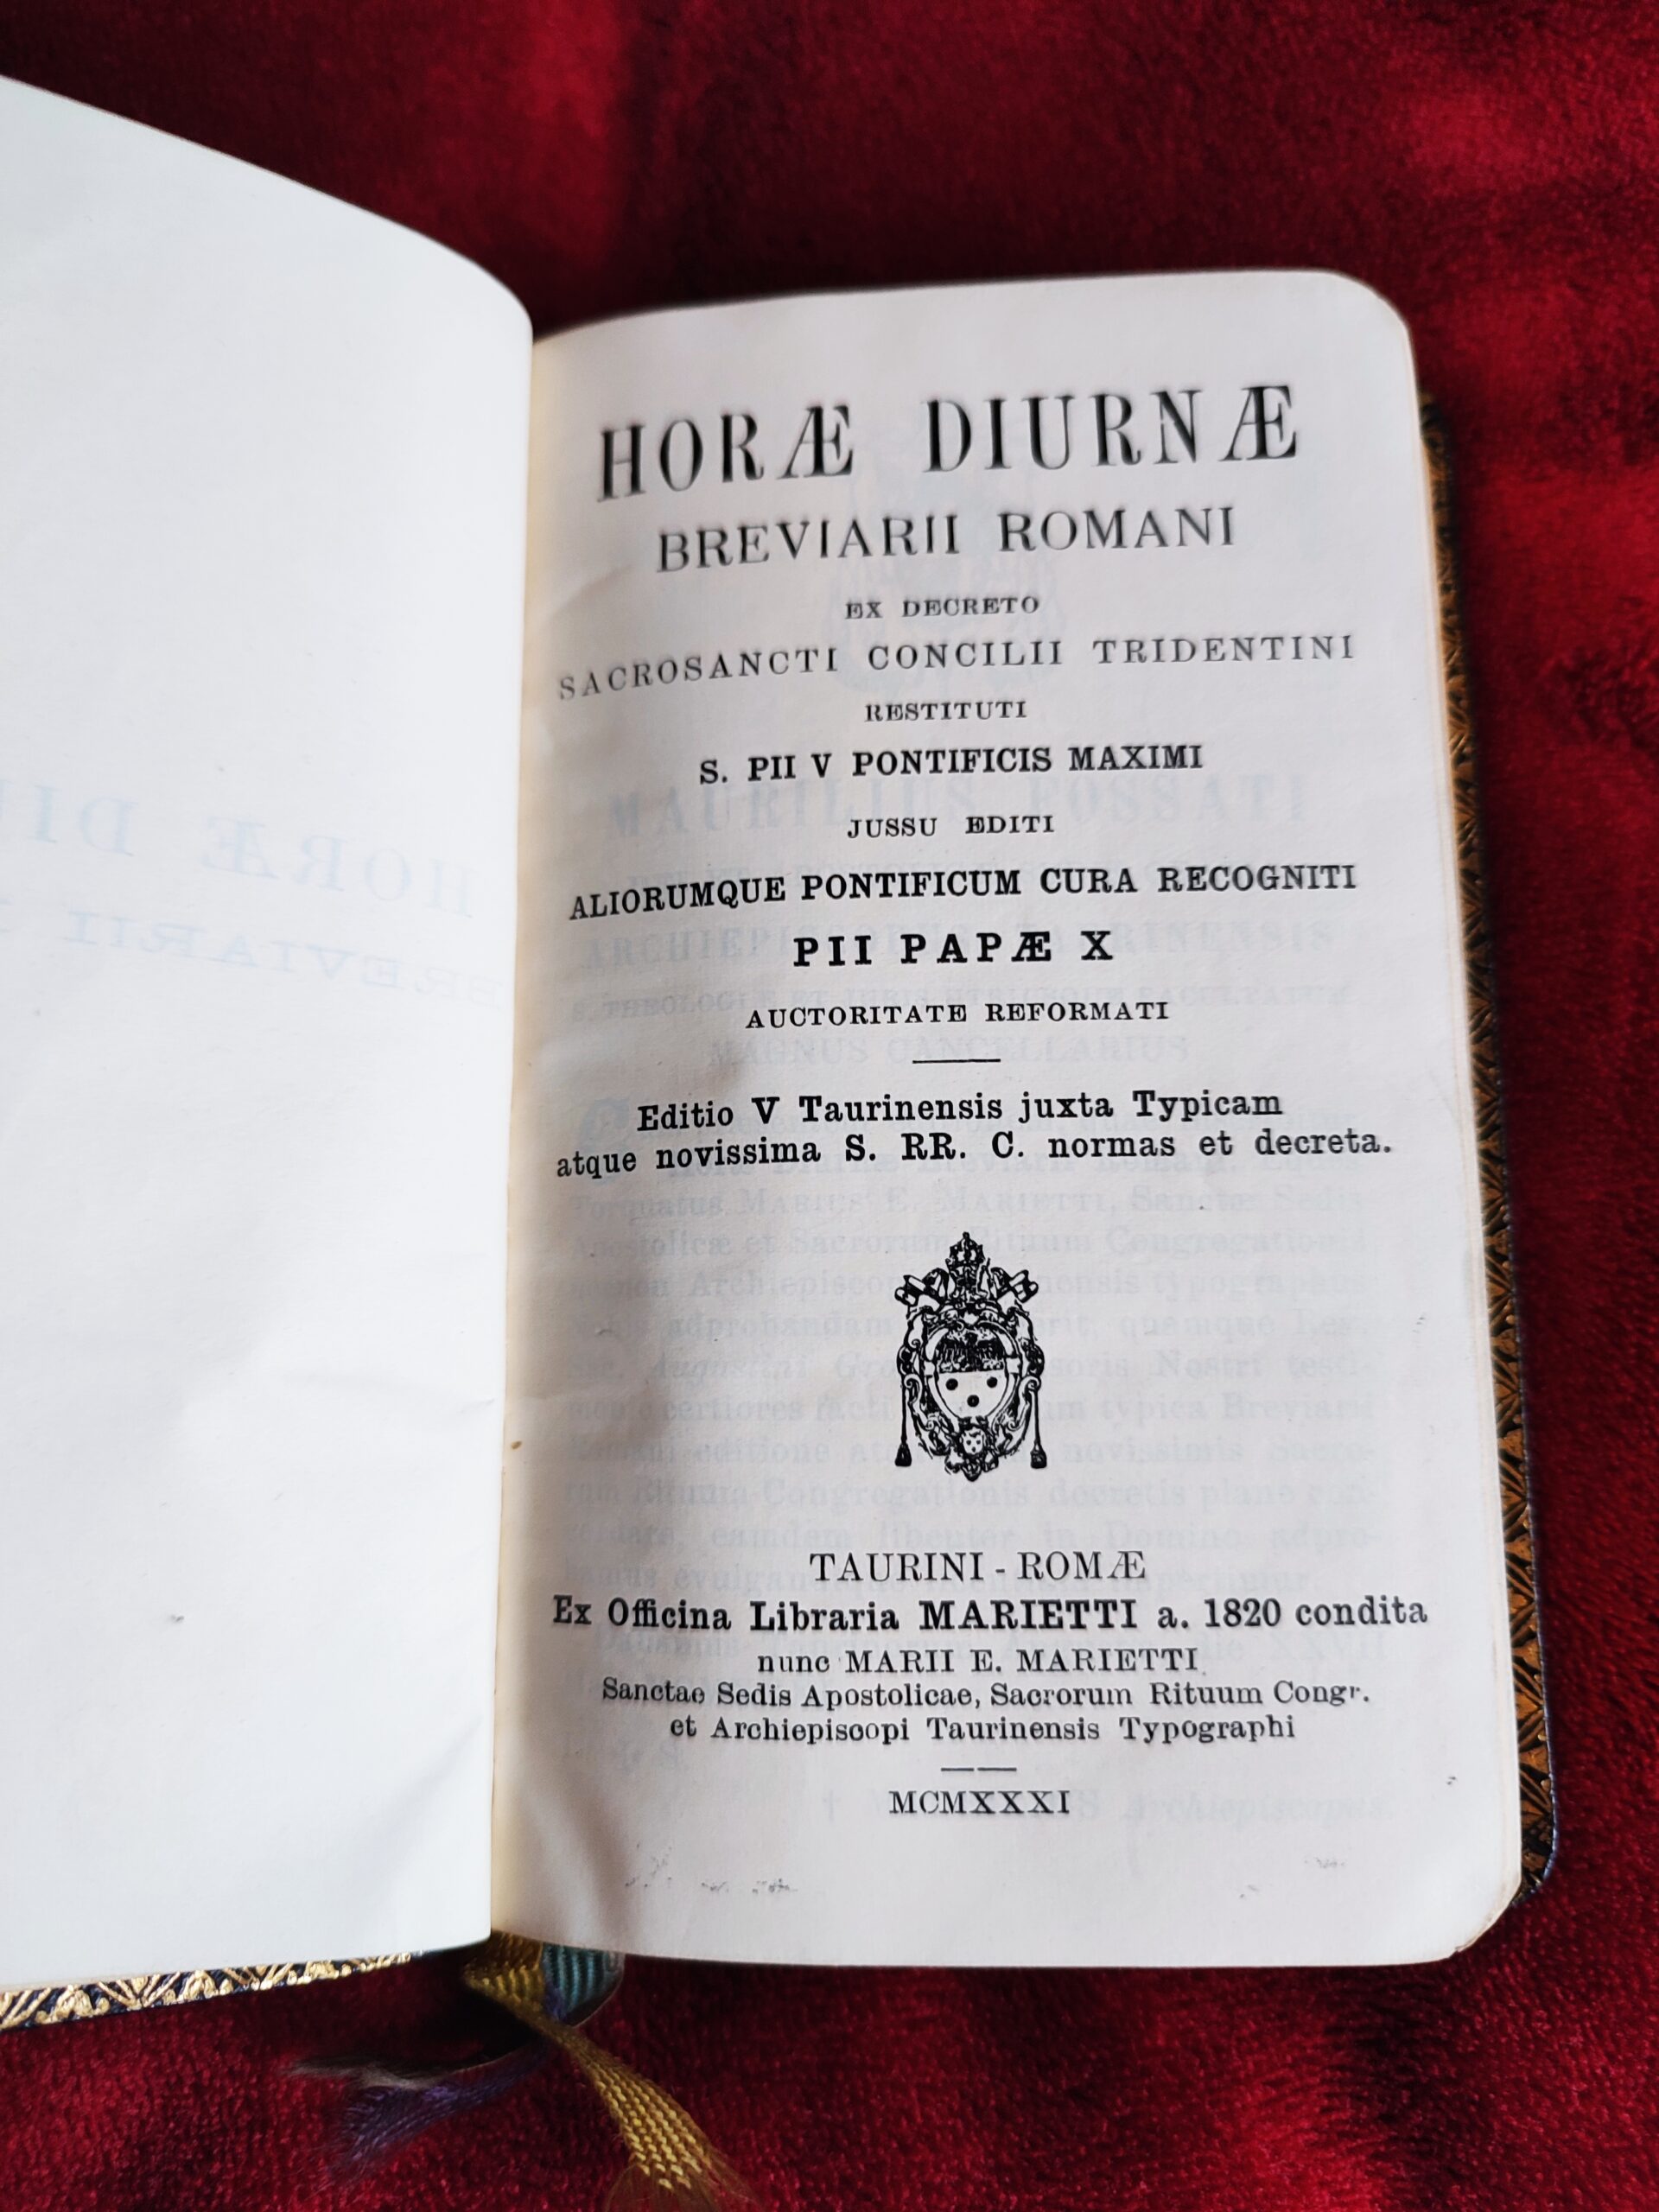 HORÆ DIURNÆ
BREVIARII ROMANI
EX DECRETO
SACROSANCTI CONCILII TRIDENTINI
RESTITUTI
S. PII V PONTIFICIS MAXIMI
JUSSU EDITI
ALIORUMQUE PONTIFICUM CURA RECOGNITI
PII PAPÆ X
AUCTORITATE REFORMATI
Editio V Taurinensis juxta Typicam
atque novissima S. RR. C. normas et decreta.
TAURINI - ROMÆ
Ex Officina Libraria MARIETTI a. 1820 condita
nunc MARII E. MARIETTI
Sanctae Sedis Apostolicae, Sacrorum Rituum Congr.
et Archiepiscopi Taurinensis Typographi
MCMXXXI